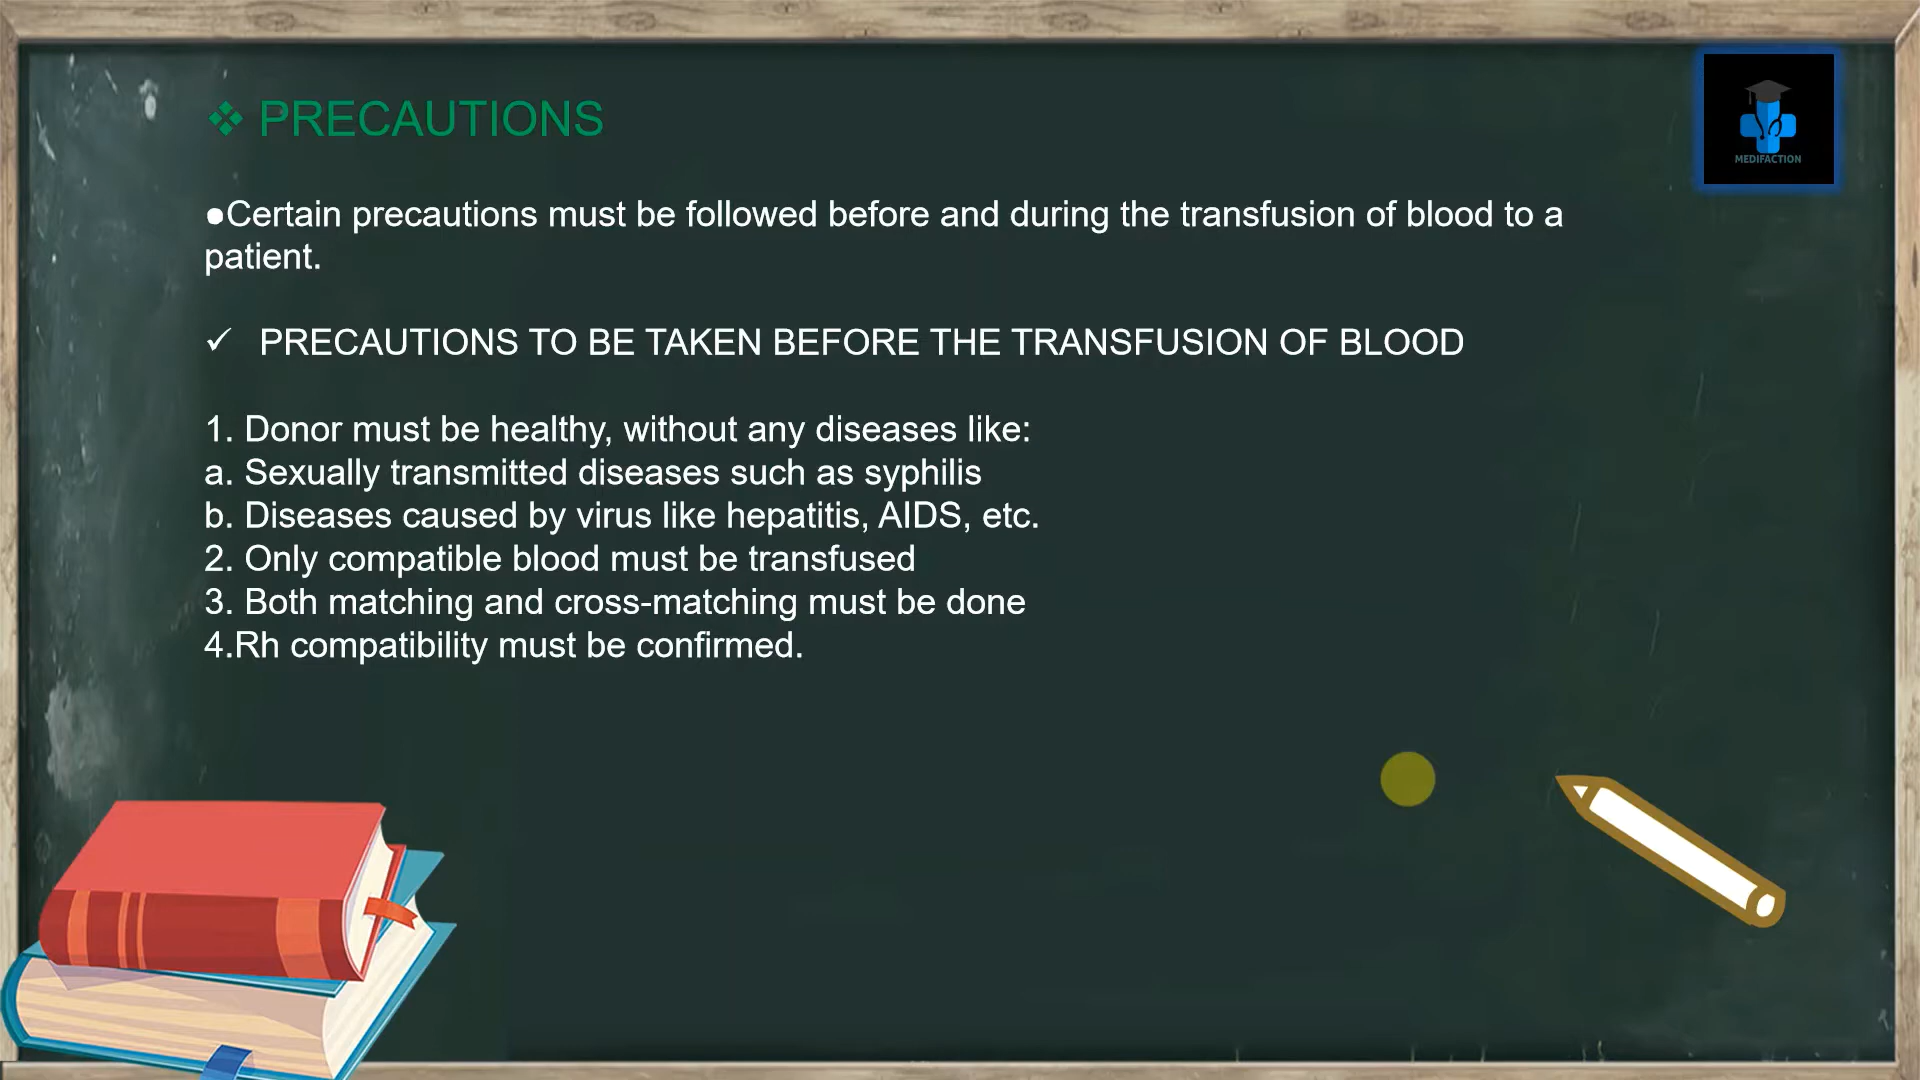 ❖ PRECAUTIONS
MEDIFACTION
●Certain precautions must be followed before and during the transfusion of blood to a
patient.
✓ PRECAUTIONS TO BE TAKEN BEFORE THE TRANSFUSION OF BLOOD
1. Donor must be healthy, without any diseases like:
a. Sexually transmitted diseases such as syphilis
b. Diseases caused by virus like hepatitis, AIDS, etc.
2. Only compatible blood must be transfused
3. Both matching and cross-matching must be done
4.Rh compatibility must be confirmed.